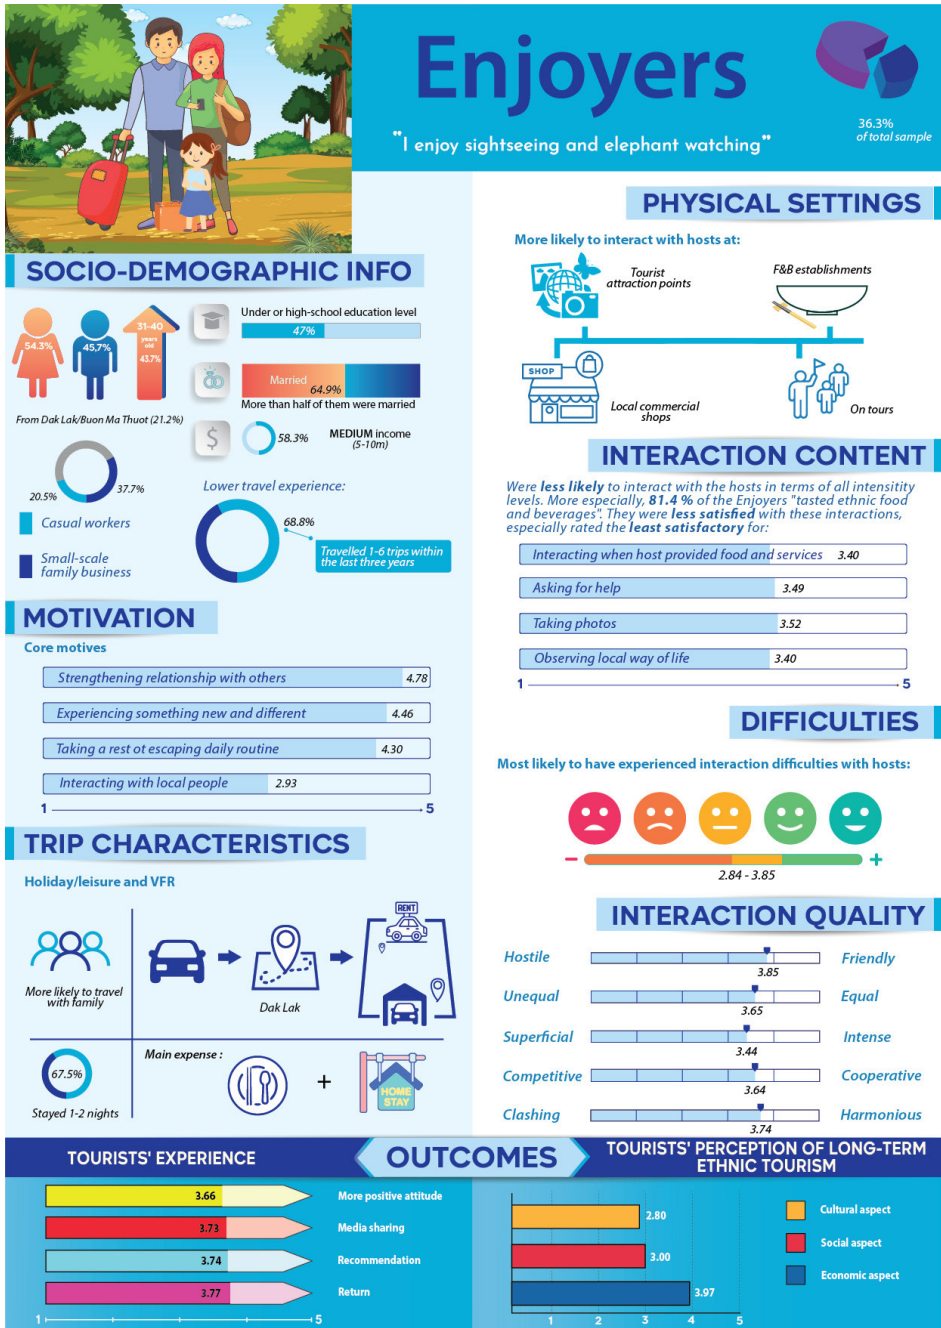 Enjoyers
"I enjoy sightseeing and elephant watching"
36.3%
of total sample
SOCIO-DEMOGRAPHIC INFO
54.3%
45,7%
31-40
years
old
43.7%
Under or high-school education level
47%
Married
64.9%
More than half of them were married
From Dak Lak/Buon Ma Thuot (21.2%)
$
58.3%
MEDIUM income
(5-10m)
20.5%
37.7%
Casual workers
Small-scale
family business
Lower travel experience:
68.8%
Travelled 1-6 trips within
the last three years
MOTIVATION
Core motives
Strengthening relationship with others 4.78
Experiencing something new and different 4.46
Taking a rest ot escaping daily routine 4.30
Interacting with local people 2.93
1 5
TRIP CHARACTERISTICS
Holiday/leisure and VFR
More likely to travel
with family
Dak Lak
RENT
67.5%
Stayed 1-2 nights
Main expense :
+
HOME
STAY
PHYSICAL SETTINGS
More likely to interact with hosts at:
Tourist
attraction points
F&B establishments
SHOP
Local commercial
shops
On tours
INTERACTION CONTENT
Were less likely to interact with the hosts in terms of all intensitity
levels. More especially, 81.4 % of the Enjoyers "tasted ethnic food
and beverages". They were less satisfied with these interactions,
especially rated the least satisfactory for:
Interacting when host provided food and services 3.40
Asking for help 3.49
Taking photos 3.52
Observing local way of life 3.40
1 5
DIFFICULTIES
Most likely to have experienced interaction difficulties with hosts:
- +
2.84 - 3.85
INTERACTION QUALITY
Hostile 3.85 Friendly
Unequal 3.65 Equal
Superficial 3.44 Intense
Competitive 3.64 Cooperative
Clashing 3.74 Harmonious
OUTCOMES
TOURISTS' EXPERIENCE
3.66 More positive attitude
3.73 Media sharing
3.74 Recommendation
3.77 Return
1 5
TOURISTS' PERCEPTION OF LONG-TERM
ETHNIC TOURISM
2.80
3.00
3.97
1 2 3 4 5
Cultural aspect
Social aspect
Economic aspect